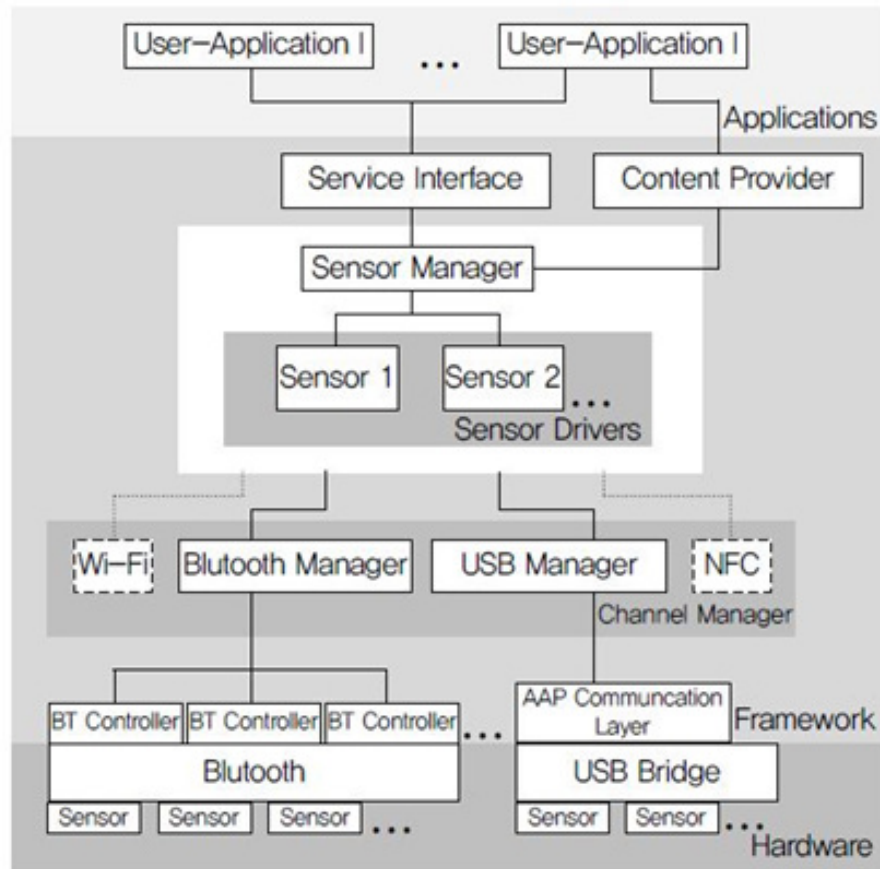 User-Application I
...
User-Application I
Applications
Service Interface
Content Provider
Sensor Manager
Sensor 1
Sensor 2
...
Sensor Drivers
Wi-Fi
Blutooth Manager
USB Manager
NFC
Channel Manager
BT Controller
BT Controller
BT Controller
...
AAP Communcation
Layer
Framework
Blutooth
USB Bridge
Sensor
Sensor
Sensor
...
Sensor
Sensor
...
Hardware